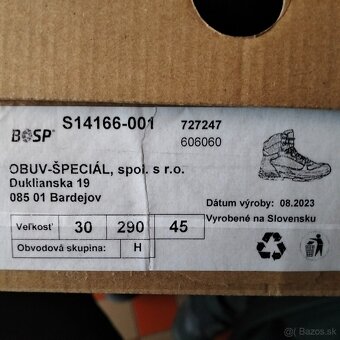 BOSP®
S14166-001
727247
606060
OBUV-ŠPECIÁL, spol. s r.o.
Duklianska 19
085 01 Bardejov
Dátum výroby: 08.2023
Vyrobené na Slovensku
Veľkosť 30 290 45
Obvodová skupina: H
@( Bazos.sk